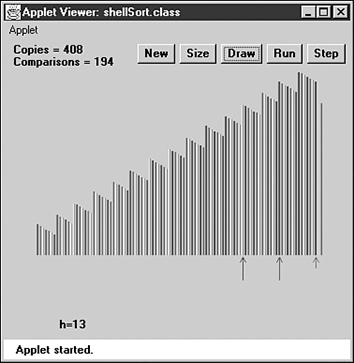 Applet Viewer: shellSort.class
Applet
Copies = 408
Comparisons = 194
New Size Draw Run Step
h=13
Applet started.